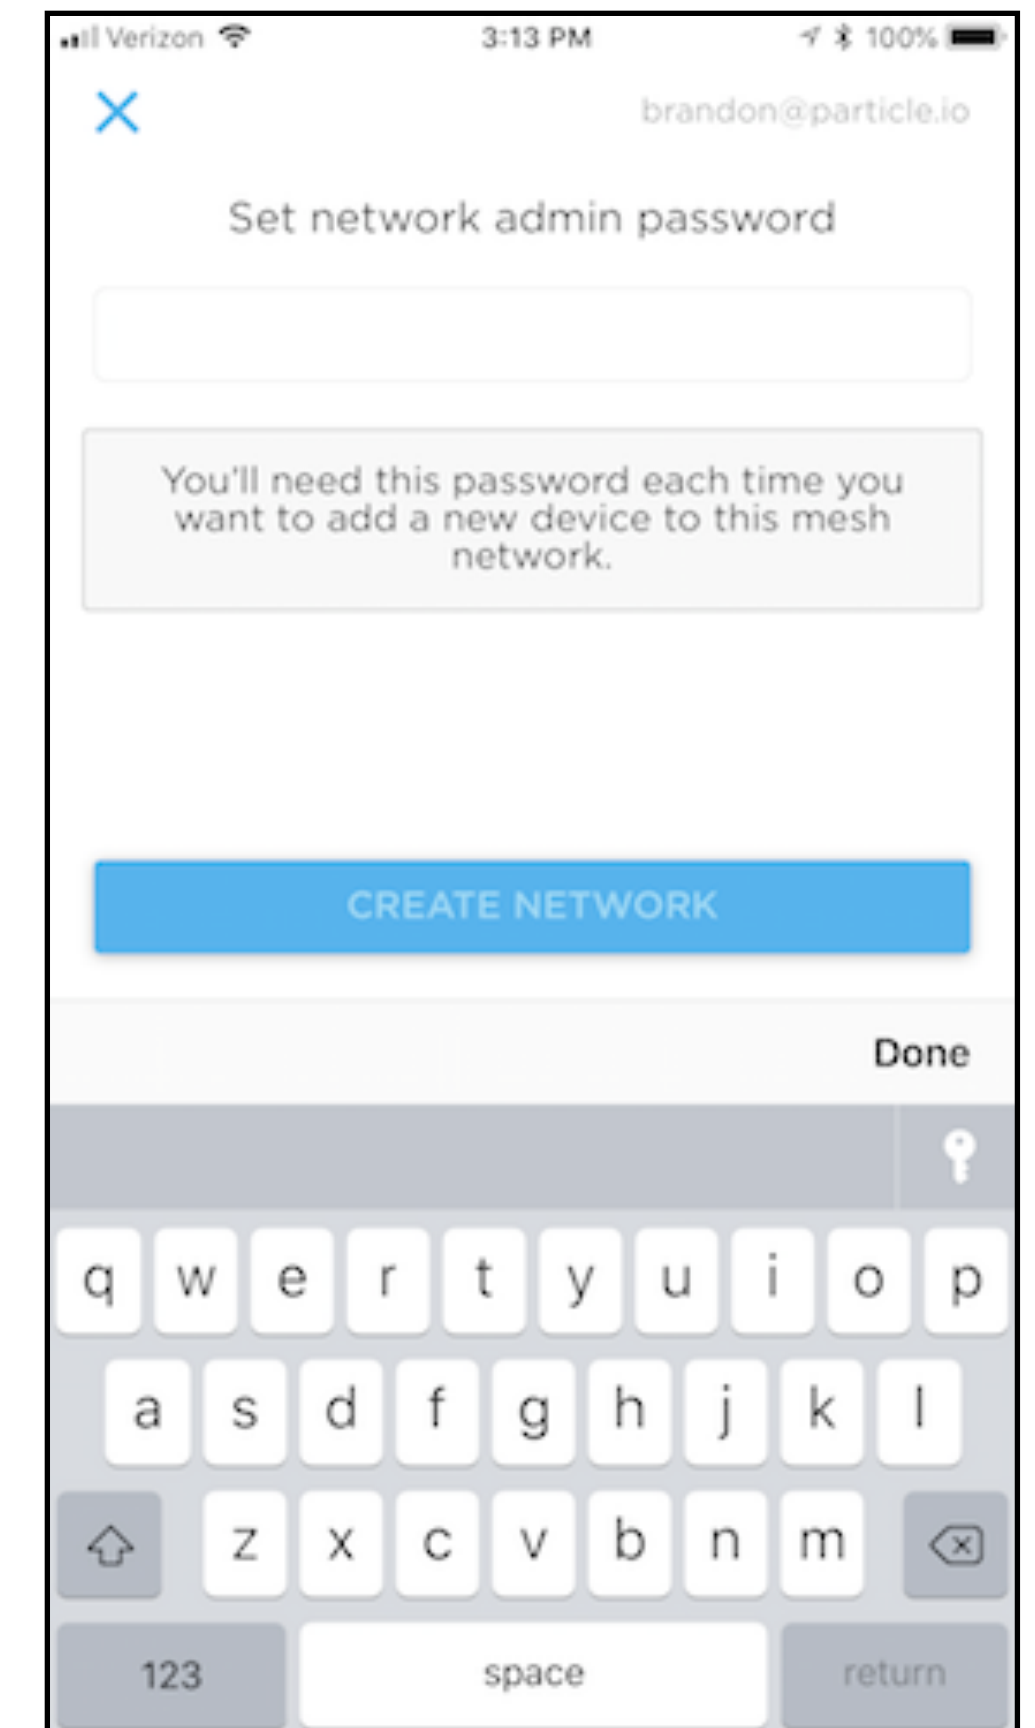 Verizon 3:13 PM 100%
brandon@particle.io
Set network admin password
You'll need this password each time you
want to add a new device to this mesh
network.
CREATE NETWORK
Done
q w e r t y u i o p
a s d f g h j k l
z x c v b n m
123 space return